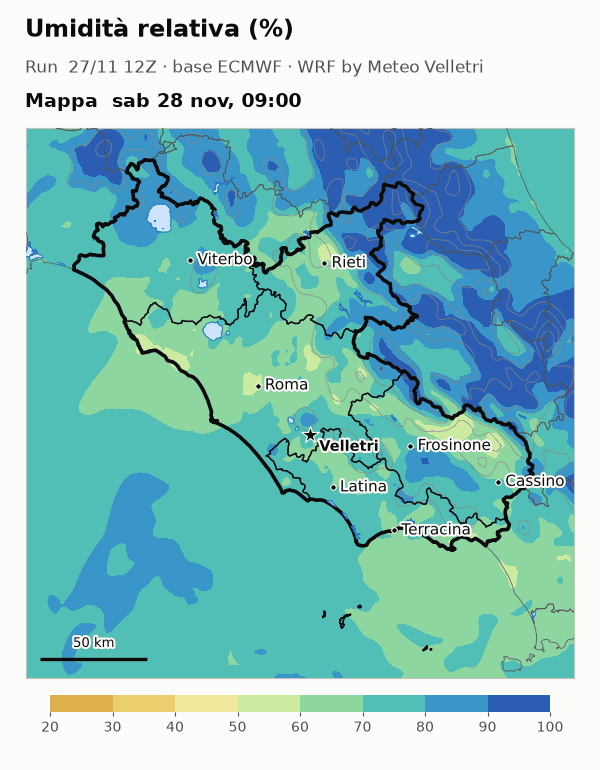 Umidità relativa (%)
Run  27/11 12Z · base ECMWF · WRF by Meteo Velletri
Mappa  sab 28 nov, 09:00
Viterbo
Rieti
Roma
Velletri
Frosinone
Latina
Cassino
Terracina
50 km
20 30 40 50 60 70 80 90 100